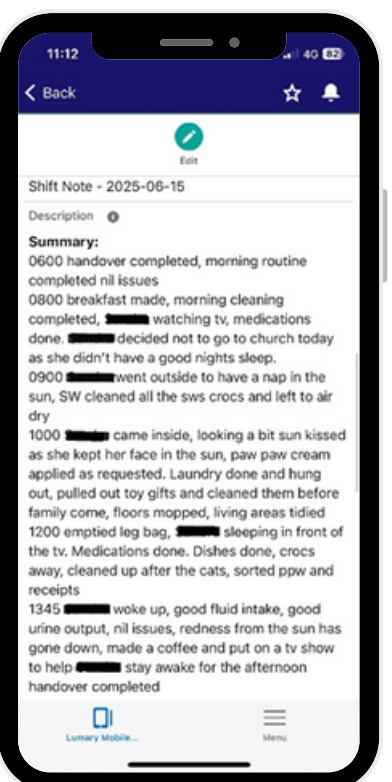 11:12
4G 82
Back
Edit
Shift Note - 2025-06-15
Description
Summary:
0600 handover completed, morning routine
completed nil issues
0800 breakfast made, morning cleaning
completed, watching tv, medications
done. decided not to go to church today
as she didn't have a good nights sleep.
0900 went outside to have a nap in the
sun, SW cleaned all the sws crocs and left to air
dry
1000 came inside, looking a bit sun kissed
as she kept her face in the sun, paw paw cream
applied as requested. Laundry done and hung
out, pulled out toy gifts and cleaned them before
family come, floors mopped, living areas tidied
1200 emptied leg bag, sleeping in front of
the tv. Medications done. Dishes done, crocs
away, cleaned up after the cats, sorted ppw and
receipts
1345 woke up, good fluid intake, good
urine output, nil issues, redness from the sun has
gone down, made a coffee and put on a tv show
to help stay awake for the afternoon
handover completed
Lumary Mobile...
Menu